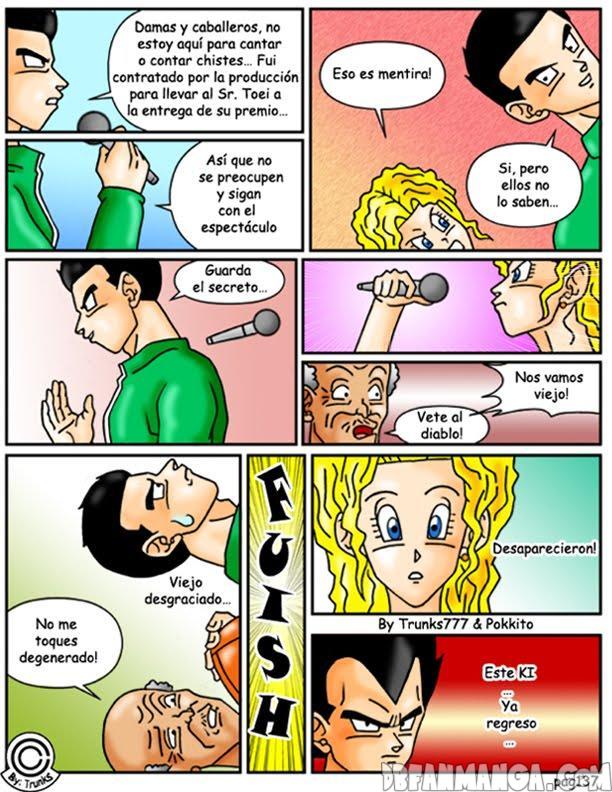 Damas y caballeros, no
estoy aquí para cantar
o contar chistes... Fui
contratado por la producción
para llevar al Sr. Toei a
la entrega de su premio...
Así que no
se preocupen
y sigan
con el
espectáculo
Eso es mentira!
Si, pero
ellos no
lo saben...
Guarda
el secreto...
Nos vamos
viejo!
Vete al
diablo!
Viejo
desgraciado...
No me
toques
degenerado!
FUISH
Desaparecieron!
By Trunks777 & Pokkito
Este KI
...
Ya
regreso
...
By: Trunks
pag137
DBFANMANGA.COM